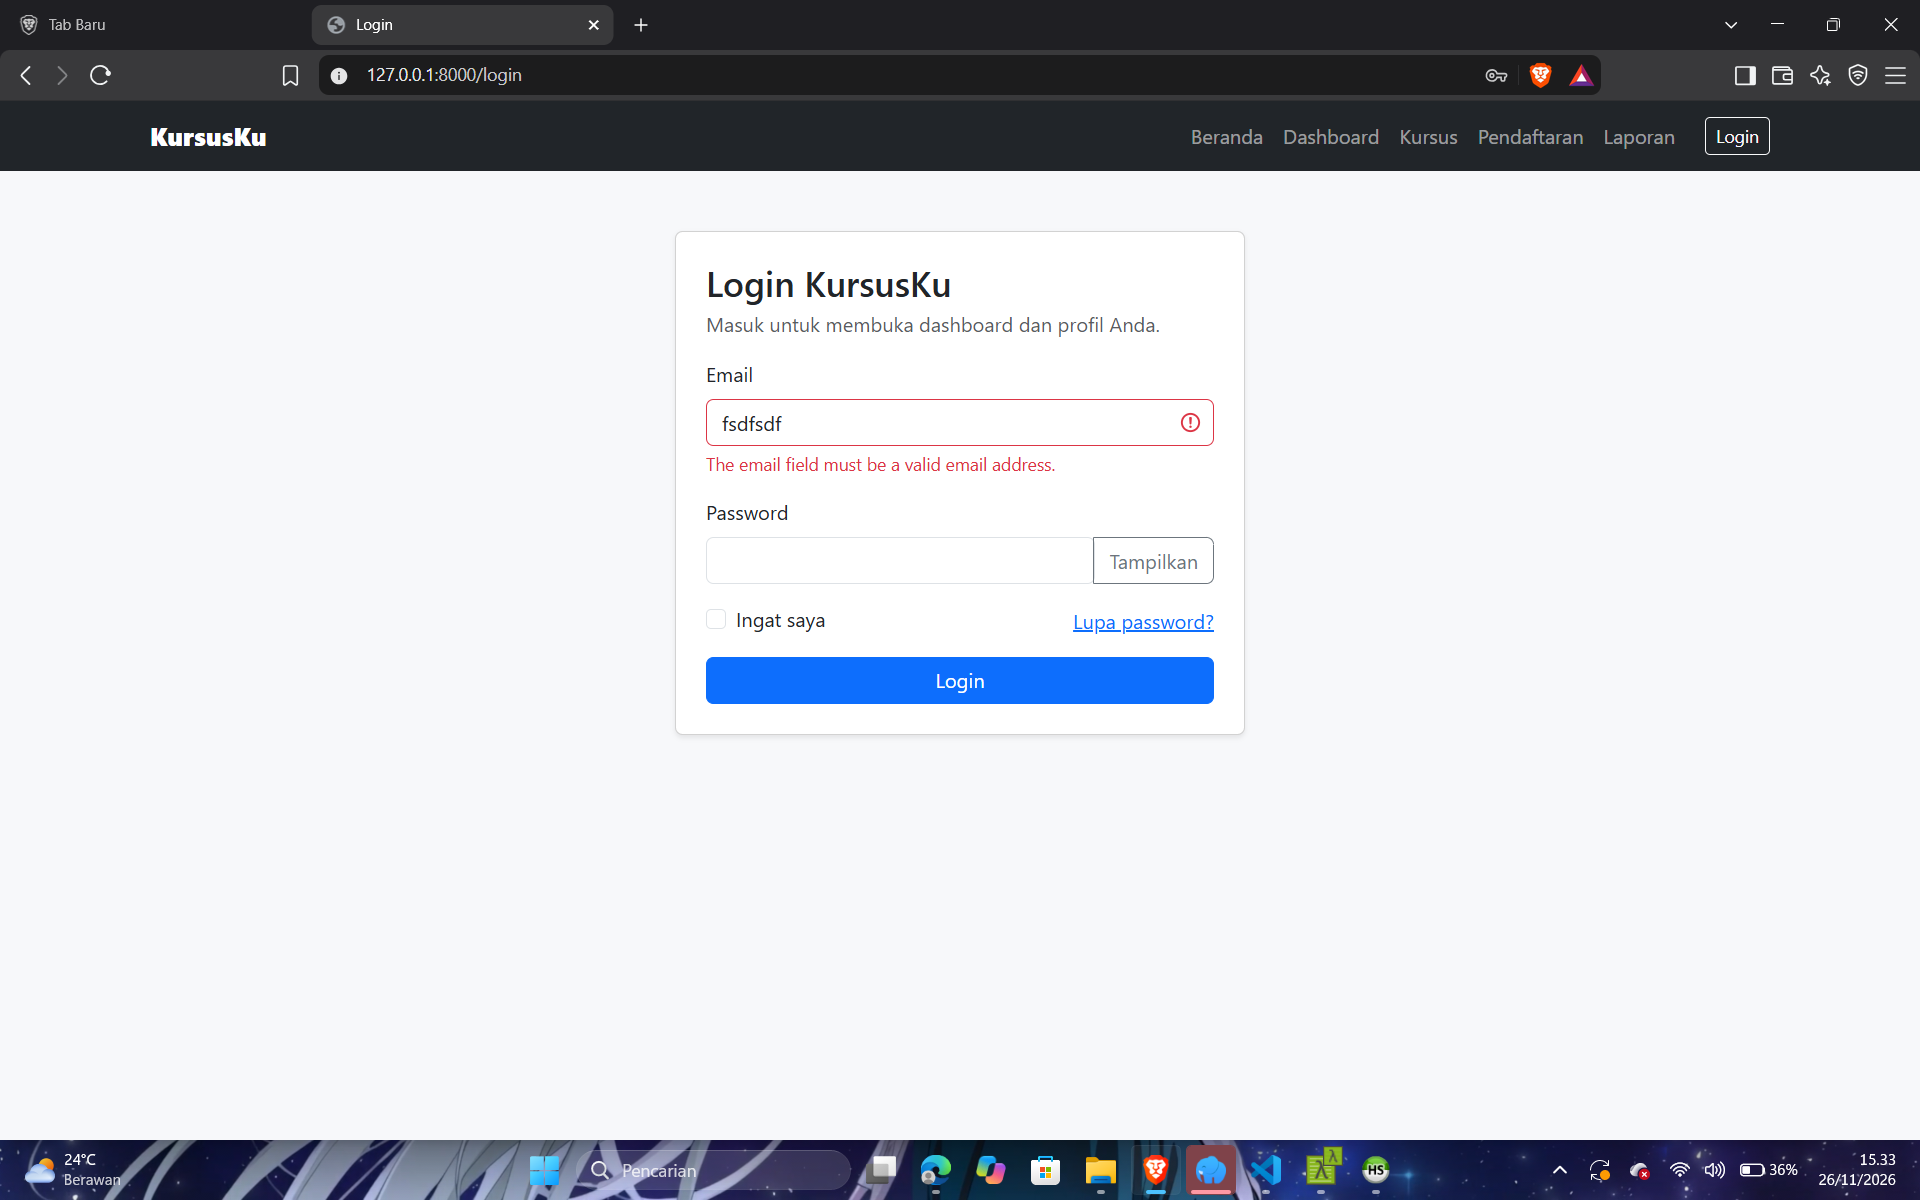 Tab Baru
Login
127.0.0.1:8000/login
KursusKu
Beranda
Dashboard
Kursus
Pendaftaran
Laporan
Login
Login KursusKu
Masuk untuk membuka dashboard dan profil Anda.
Email
fsdfsdf
The email field must be a valid email address.
Password
Tampilkan
Ingat saya
Lupa password?
Login
24°C
Berawan
Pencarian
HS
36%
15.33
26/11/2026